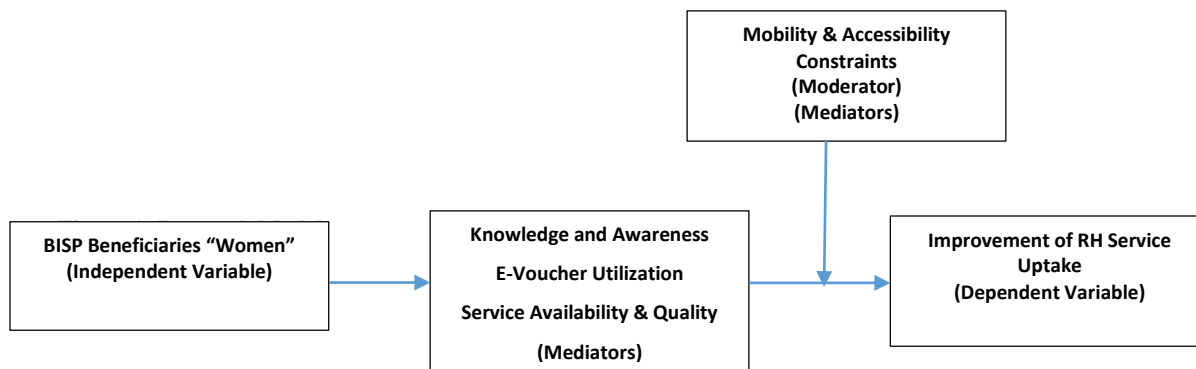 Mobility & Accessibility
Constraints
(Moderator)
(Mediators)
BISP Beneficiaries “Women”
(Independent Variable)
Knowledge and Awareness
E-Voucher Utilization
Service Availability & Quality
(Mediators)
Improvement of RH Service
Uptake
(Dependent Variable)